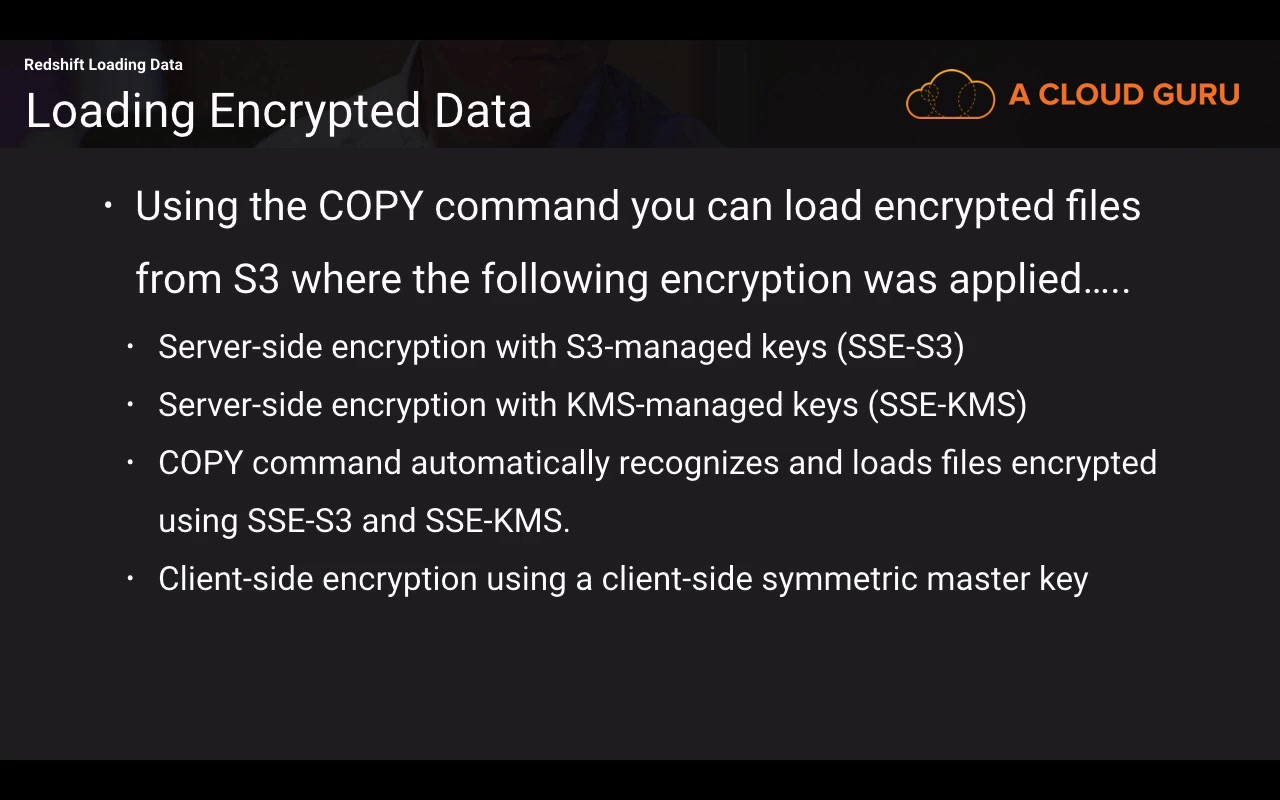 Redshift Loading Data
Loading Encrypted Data
A CLOUD GURU
• Using the COPY command you can load encrypted files
from S3 where the following encryption was applied…..
• Server-side encryption with S3-managed keys (SSE-S3)
• Server-side encryption with KMS-managed keys (SSE-KMS)
• COPY command automatically recognizes and loads files encrypted
using SSE-S3 and SSE-KMS.
• Client-side encryption using a client-side symmetric master key